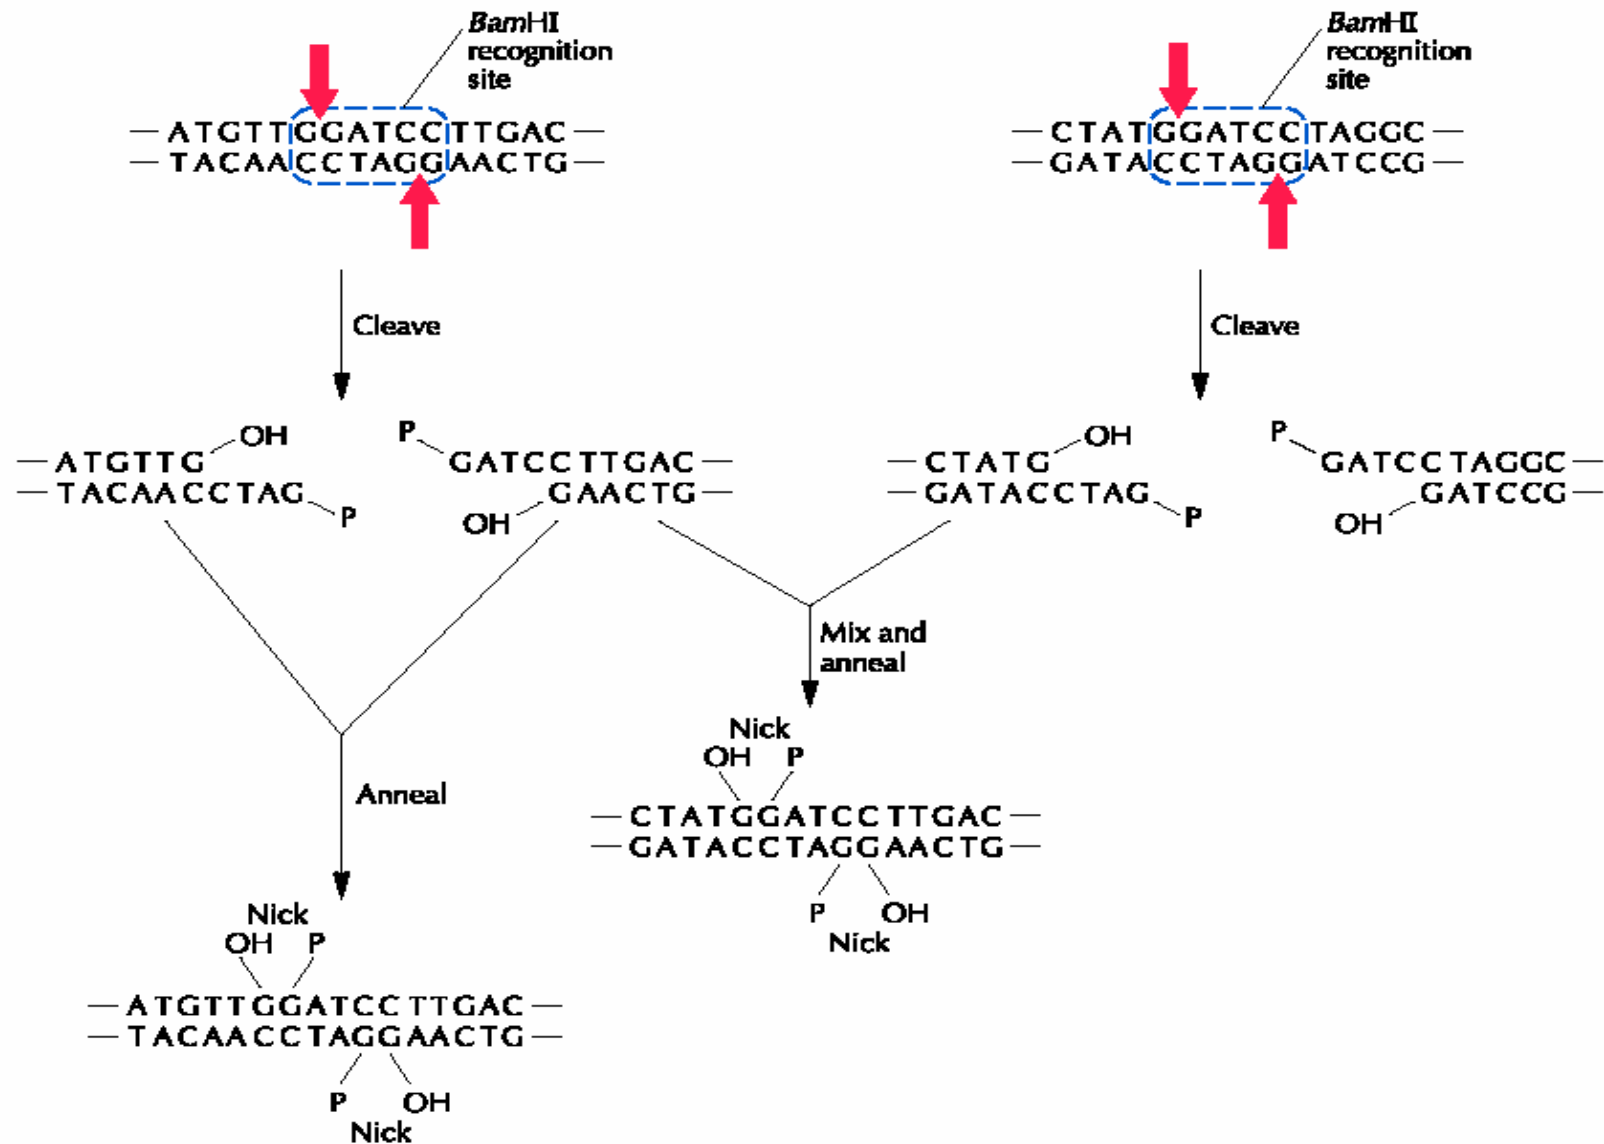 BamHI
recognition
site
BamHI
recognition
site
— ATGTTGGATCCTTGAC —
— TACAACCTAGGAACTG —
— CTATGGATCCTAGGC —
— GATACCTAGGATCCG —
Cleave
Cleave
OH
— ATGTTG
— TACAACCTAG
P
P
GATCCTTGAC —
GAACTG —
OH
OH
— CTATG
— GATACCTAG
P
P
GATCCTAGGC —
GATCCG —
OH
Mix and
anneal
Nick
OH P
— CTATGGATCCTTGAC —
— GATACCTAGGAACTG —
P OH
Nick
Anneal
Nick
OH P
— ATGTTGGATCCTTGAC —
— TACAACCTAGGAACTG —
P OH
Nick